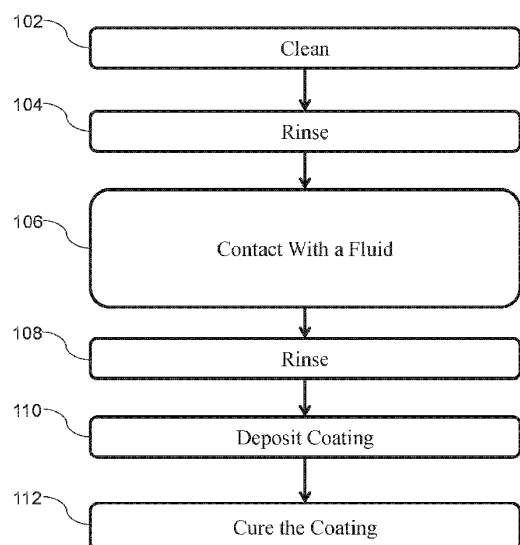 102
Clean
104
Rinse
106
Contact With a Fluid
108
Rinse
110
Deposit Coating
112
Cure the Coating